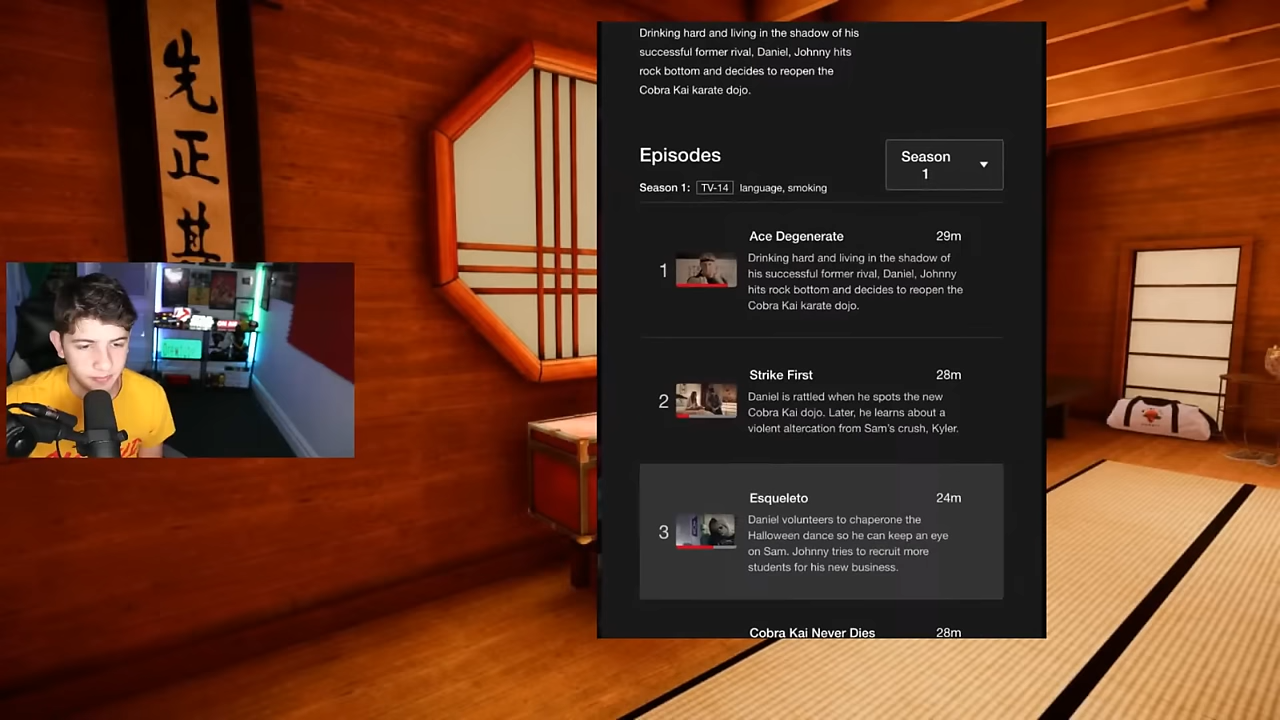 先
正
Drinking hard and living in the shadow of his
successful former rival, Daniel, Johnny hits
rock bottom and decides to reopen the
Cobra Kai karate dojo.
Episodes
Season 1
Season 1: TV-14 language, smoking
Ace Degenerate 29m
1
Drinking hard and living in the shadow of
his successful former rival, Daniel, Johnny
hits rock bottom and decides to reopen the
Cobra Kai karate dojo.
Strike First 28m
2
Daniel is rattled when he spots the new
Cobra Kai dojo. Later, he learns about a
violent altercation from Sam's crush, Kyler.
Esqueleto 24m
3
Daniel volunteers to chaperone the
Halloween dance so he can keep an eye
on Sam. Johnny tries to recruit more
students for his new business.
Cobra Kai Never Dies 28m